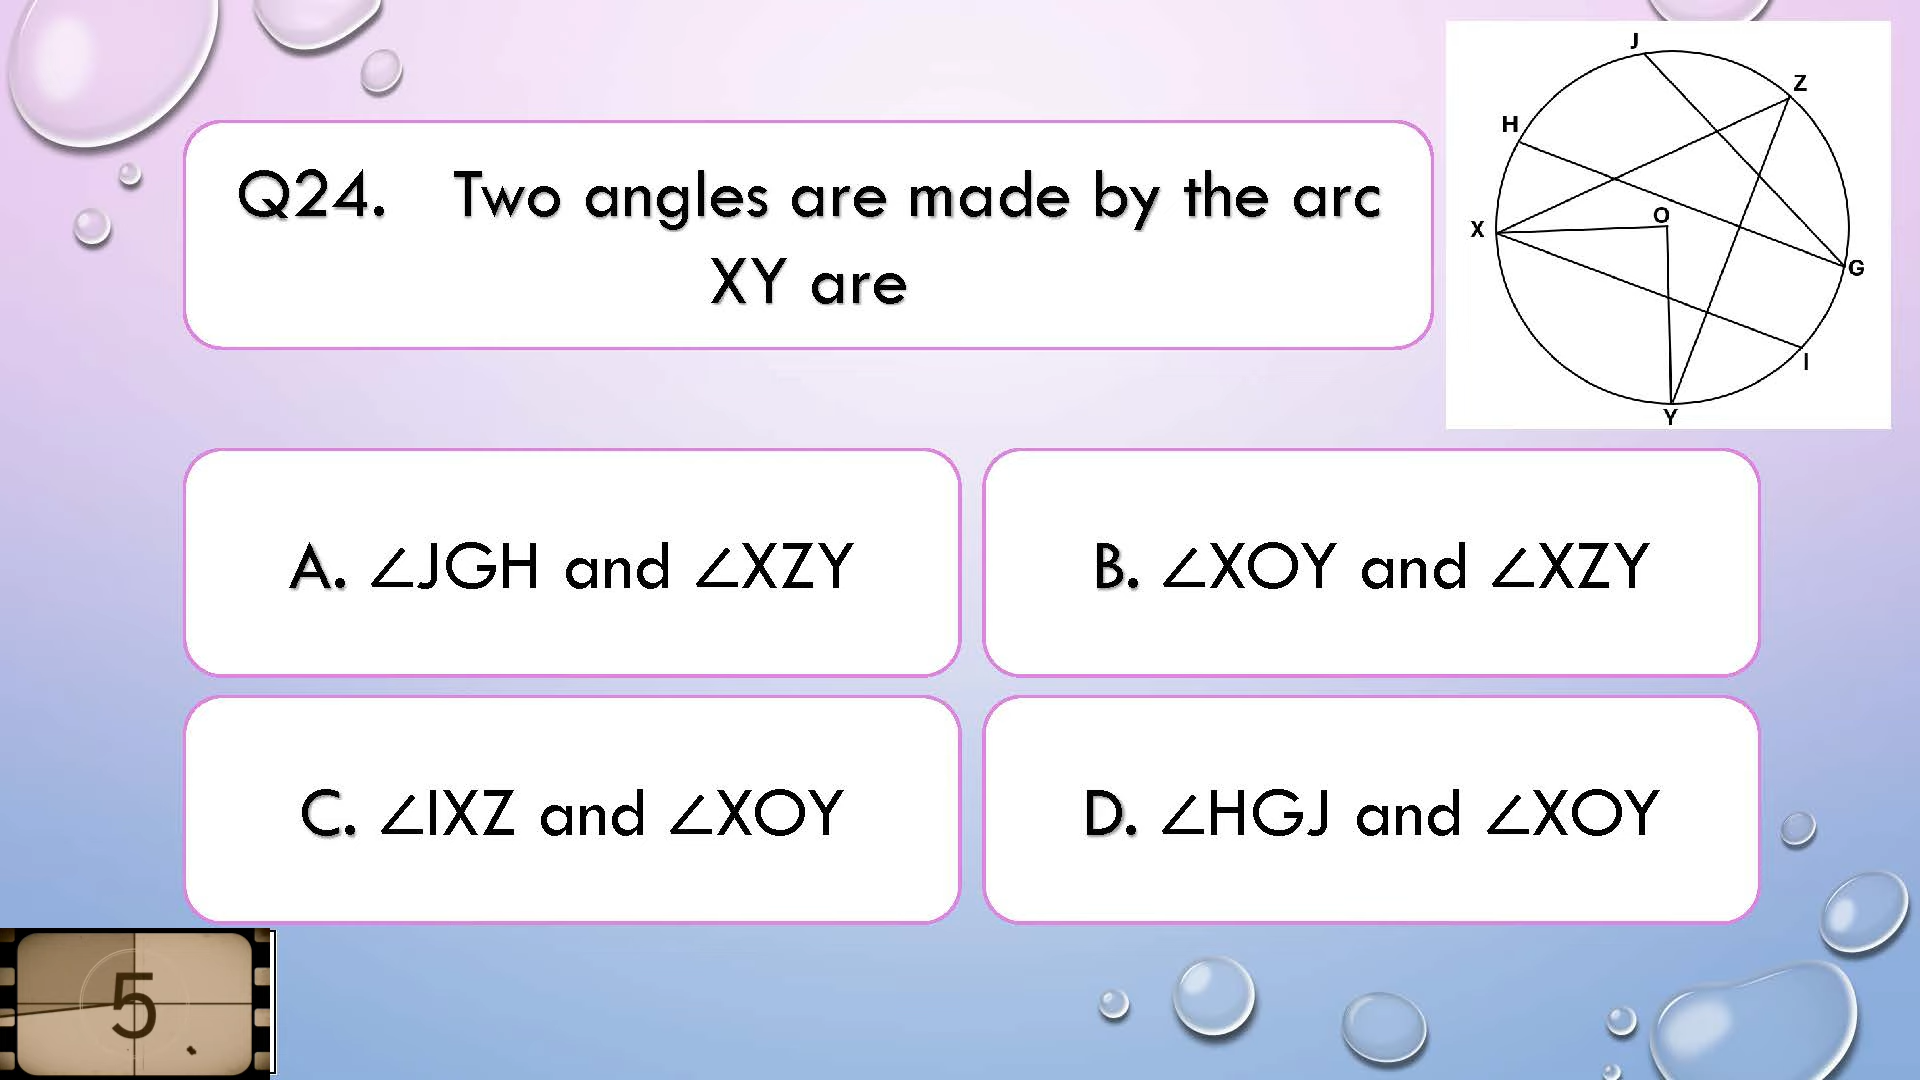 Q24. Two angles are made by the arc
XY are
J
Z
H
O
X
G
I
Y
A. ∠JGH and ∠XZY
B. ∠XOY and ∠XZY
C. ∠IXZ and ∠XOY
D. ∠HGJ and ∠XOY
5